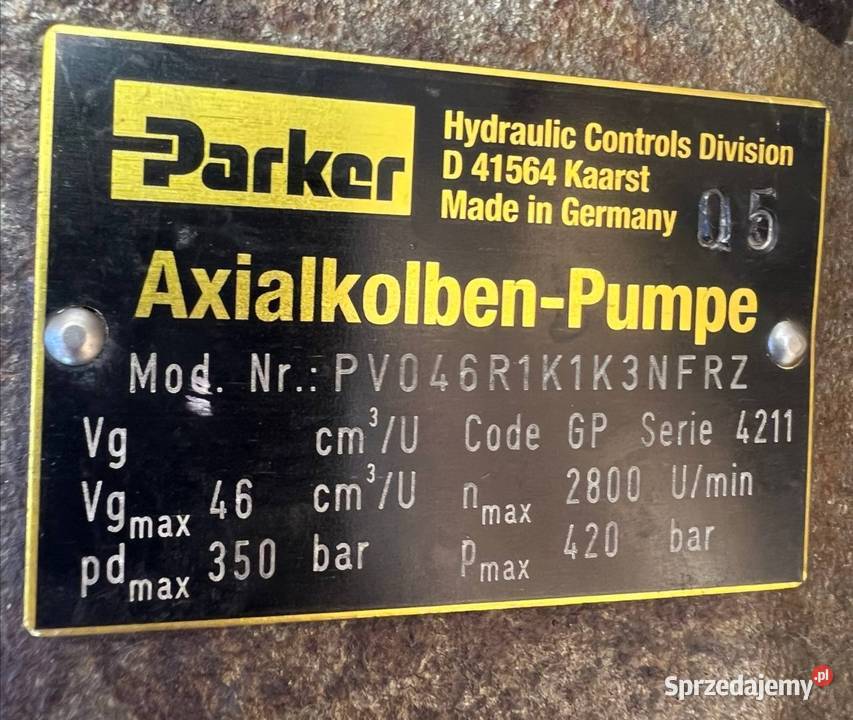 Parker
Hydraulic Controls Division
D 41564 Kaarst
Made in Germany 05
Axialkolben-Pumpe
Mod. Nr.: PV046R1K1K3NFRZ
Vg cm³/U Code GP Serie 4211
Vgmax 46 cm³/U nmax 2800 U/min
pdmax 350 bar pmax 420 bar
Sprzedajemy.pl